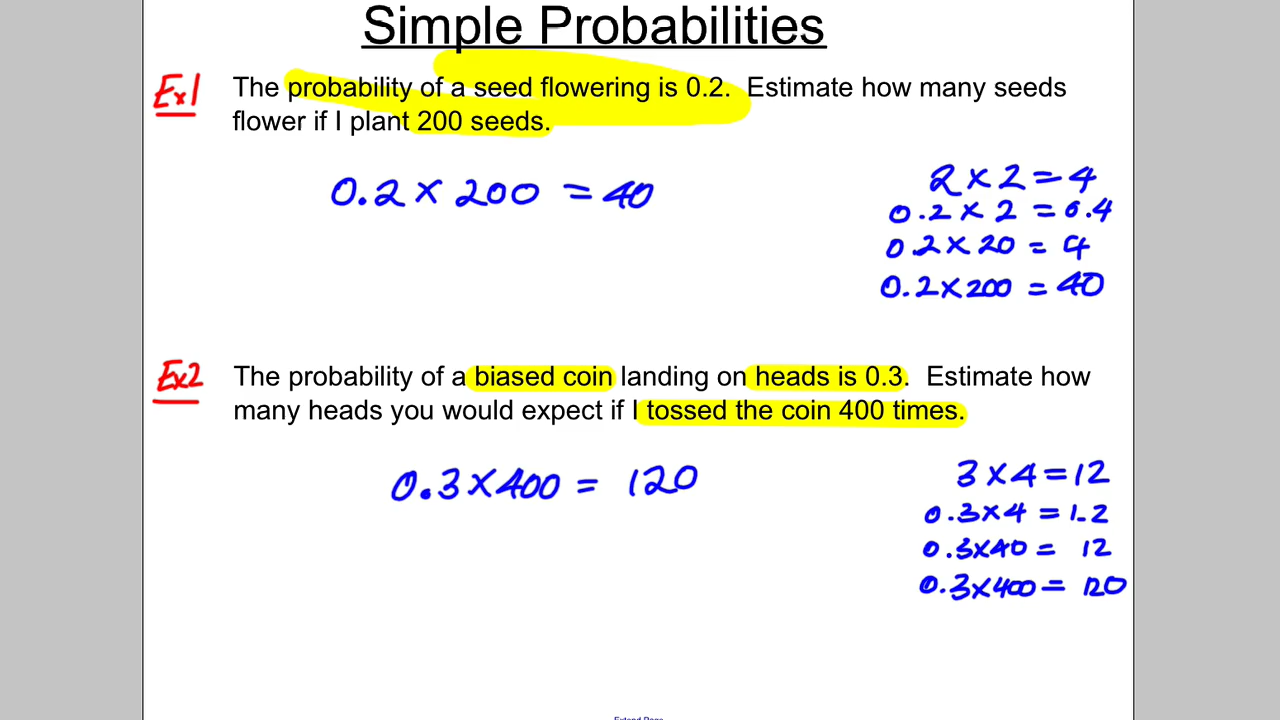 Simple Probabilities
Ex1 The probability of a seed flowering is 0.2. Estimate how many seeds
flower if I plant 200 seeds.
0.2 × 200 = 40
2 × 2 = 4
0.2 × 2 = 0.4
0.2 × 20 = 4
0.2 × 200 = 40
Ex2 The probability of a biased coin landing on heads is 0.3. Estimate how
many heads you would expect if I tossed the coin 400 times.
0.3 × 400 = 120
3 × 4 = 12
0.3 × 4 = 1.2
0.3 × 40 = 12
0.3 × 400 = 120
Extend Page